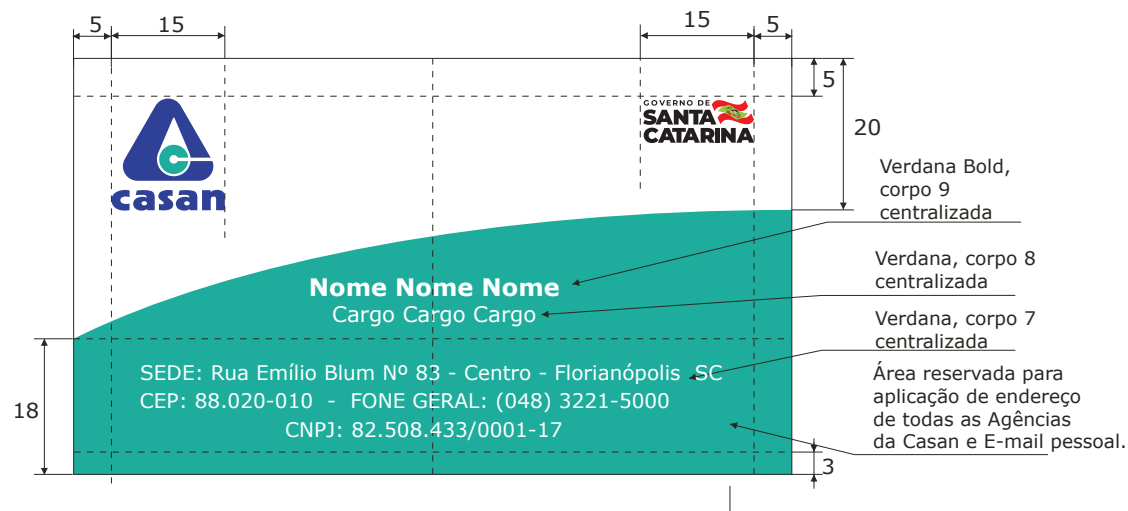 5
15
15
5
5
20
GOVERNO DE
SANTA
CATARINA
casan
Verdana Bold,
corpo 9
centralizada
Nome Nome Nome
Cargo Cargo Cargo
Verdana, corpo 8
centralizada
Verdana, corpo 7
centralizada
18
SEDE: Rua Emílio Blum Nº 83 - Centro - Florianópolis SC
CEP: 88.020-010 - FONE GERAL: (048) 3221-5000
CNPJ: 82.508.433/0001-17
Área reservada para
aplicação de endereço
de todas as Agências
da Casan e E-mail pessoal.
3